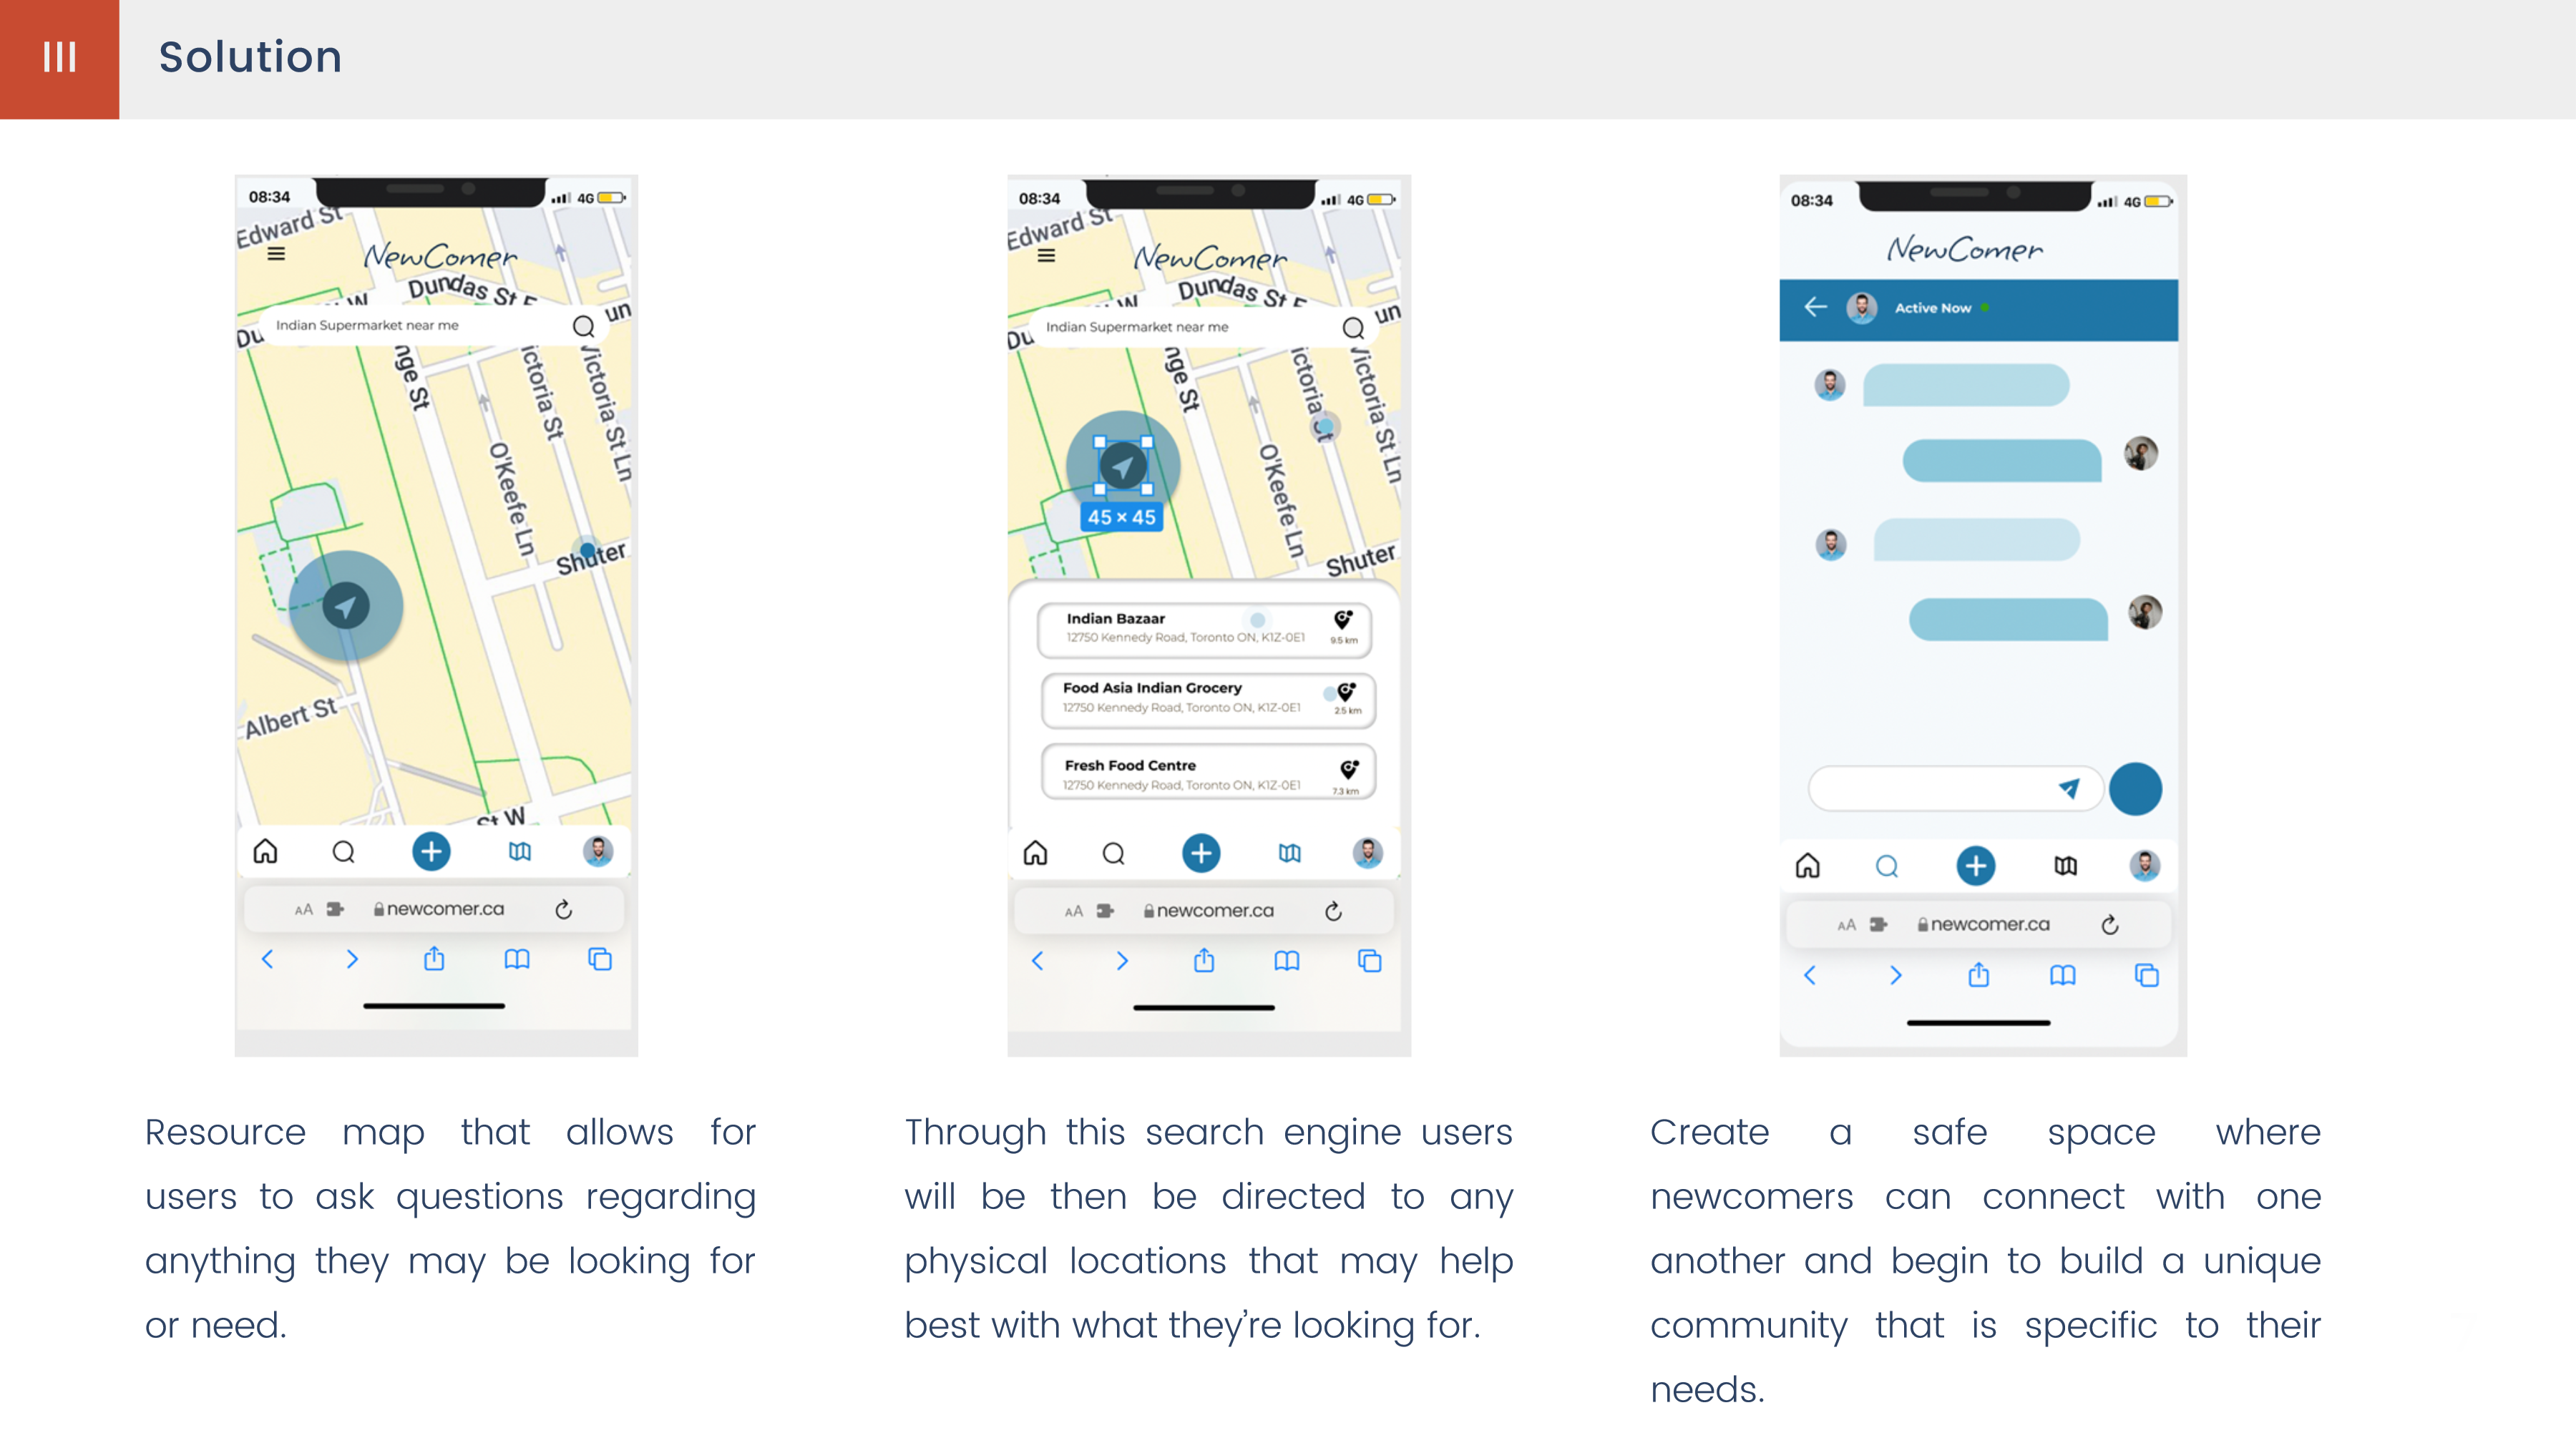 III
Solution
08:34
4G
Edward St
NewComer
W
Dundas St E
Indian Supermarket near me
un
Du
nge St
ictoria St
Victoria St Ln
O'Keefe Ln
Shuter
Albert St
St W
AA newcomer.ca
08:34
4G
Edward St
NewComer
W
Dundas St E
Indian Supermarket near me
un
Du
nge St
ictoria St
Victoria St Ln
O'Keefe Ln
45 × 45
Shuter
Indian Bazaar
12750 Kennedy Road, Toronto ON, K1Z-0E1
9.5 km
Food Asia Indian Grocery
12750 Kennedy Road, Toronto ON, K1Z-0E1
2.5 km
Fresh Food Centre
12750 Kennedy Road, Toronto ON, K1Z-0E1
7.3 km
AA newcomer.ca
08:34
4G
NewComer
Active Now
AA newcomer.ca
Resource map that allows for
users to ask questions regarding
anything they may be looking for
or need.
Through this search engine users
will be then be directed to any
physical locations that may help
best with what they’re looking for.
Create a safe space where
newcomers can connect with one
another and begin to build a unique
community that is specific to their
needs.